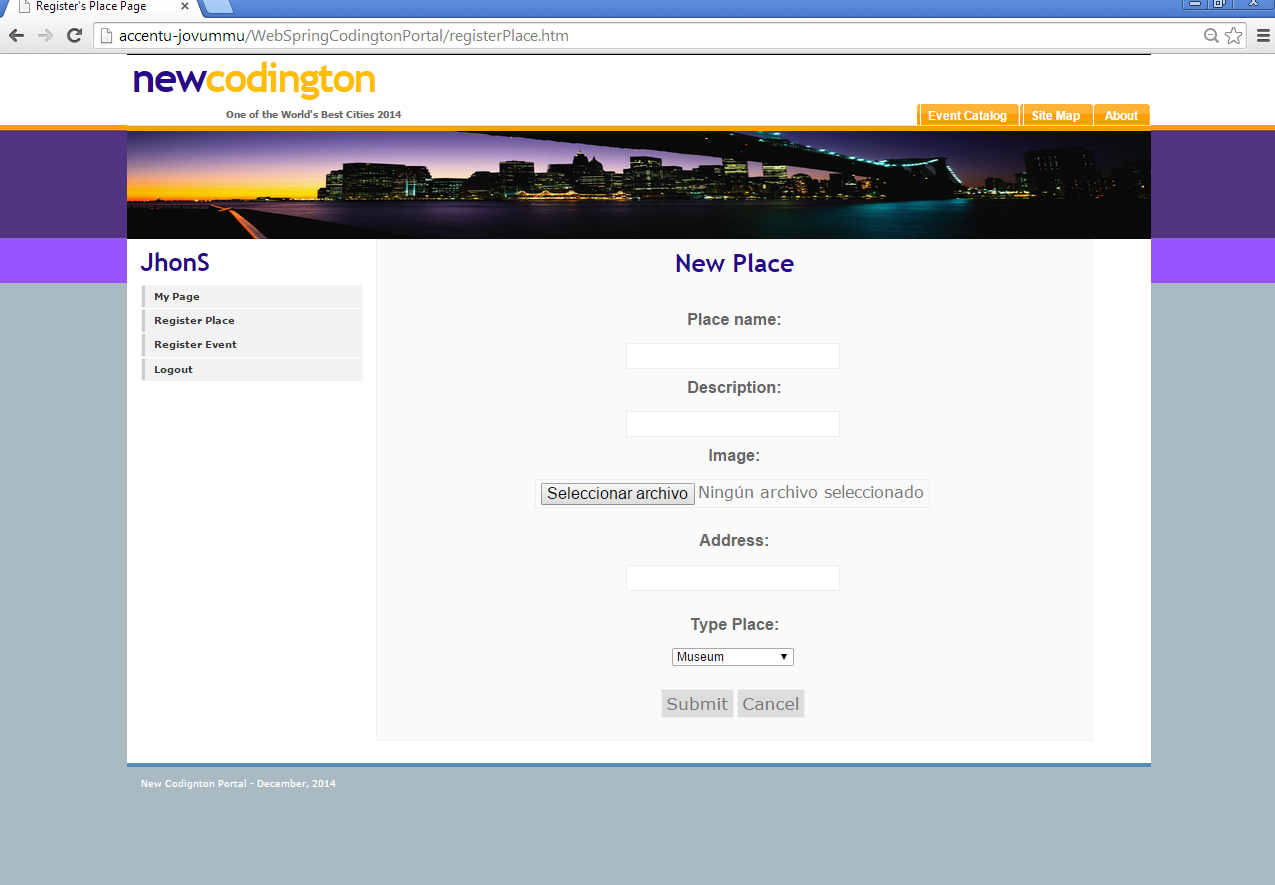 Register's Place Page
accentu-jovummu/WebSpringCodingtonPortal/registerPlace.htm
newcodington
One of the World's Best Cities 2014
Event Catalog Site Map About
JhonS
My Page
Register Place
Register Event
Logout
New Place
Place name:
Description:
Image:
Seleccionar archivo Ningún archivo seleccionado
Address:
Type Place:
Museum
Submit Cancel
New Codignton Portal - December, 2014